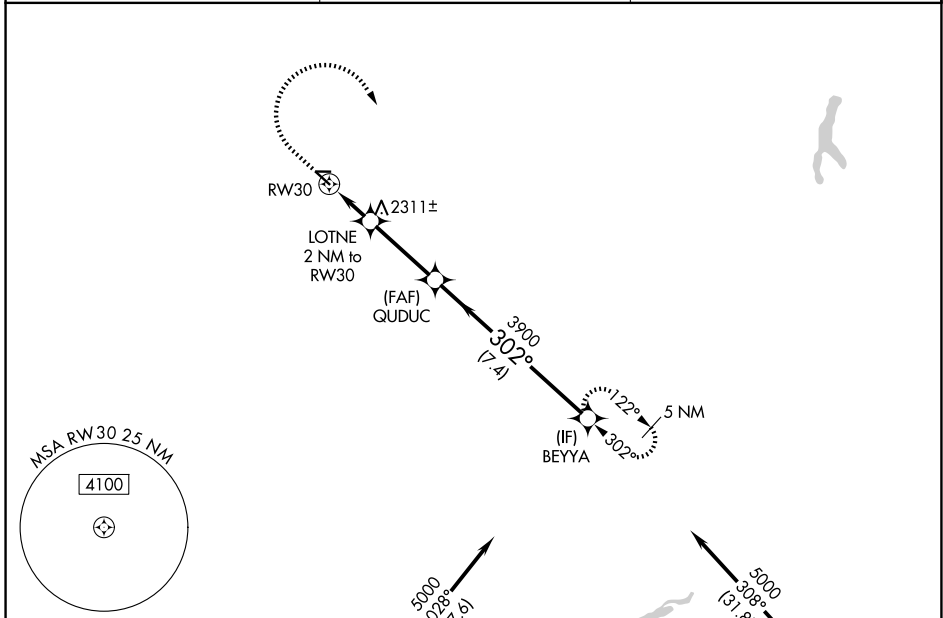 RW30
2311±
LOTNE
2 NM to
RW30
(FAF)
QUDUC
3900
302°
(7.4)
122°
5 NM
302°
(IF)
BEYYA
MSA RW30 25 NM
4100
5000
028°
5000
308°